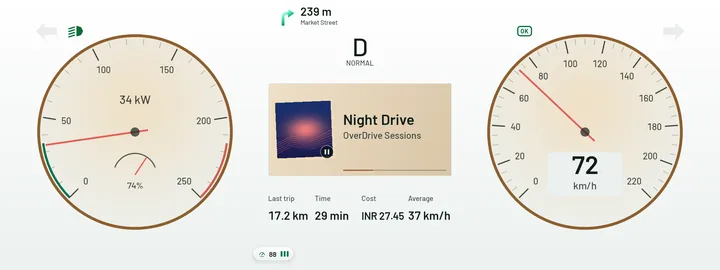 239 m
Market Street
D
NORMAL
OK
0
50
100
150
200
250
34 kW
74%
Night Drive
OverDrive Sessions
0
20
40
60
80
100
120
140
160
180
200
220
72
km/h
Last trip
Time
Cost
Average
17.2 km
29 min
INR 27.45
37 km/h
88